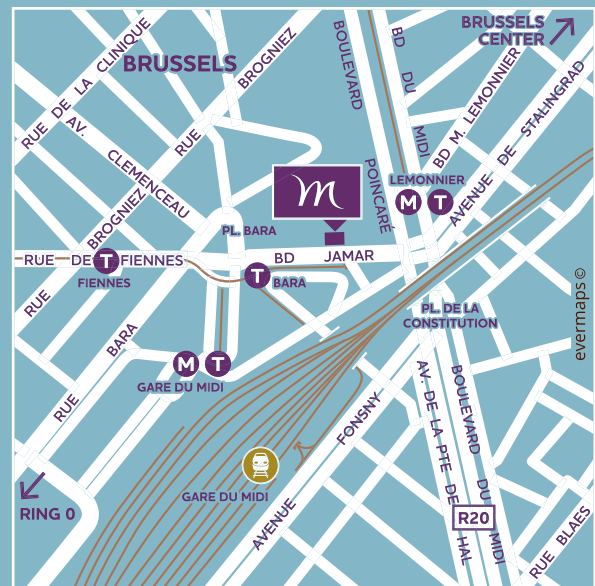 BRUSSELS
CENTER
BRUSSELS
RUE DE LA CLINIQUE
BROGNIEZ
RUE
BOULEVARD
POINCARÉ
BD DU MIDI
BD M. LEMONNIER
AVENUE DE STALINGRAD
AV. CLEMENCEAU
LEMONNIER
M T
m
BROGNIEZ
RUE
PL. BARA
BD JAMAR
RUE DE FIENNES
T
FIENNES
T
BARA
PL. DE LA
CONSTITUTION
evermaps ©
RUE BARA
M T
GARE DU MIDI
FONSNY
AVENUE
AV. DE LA PTE DE HAL
BOULEVARD DU MIDI
GARE DU MIDI
RING 0
R20
RUE BLAES